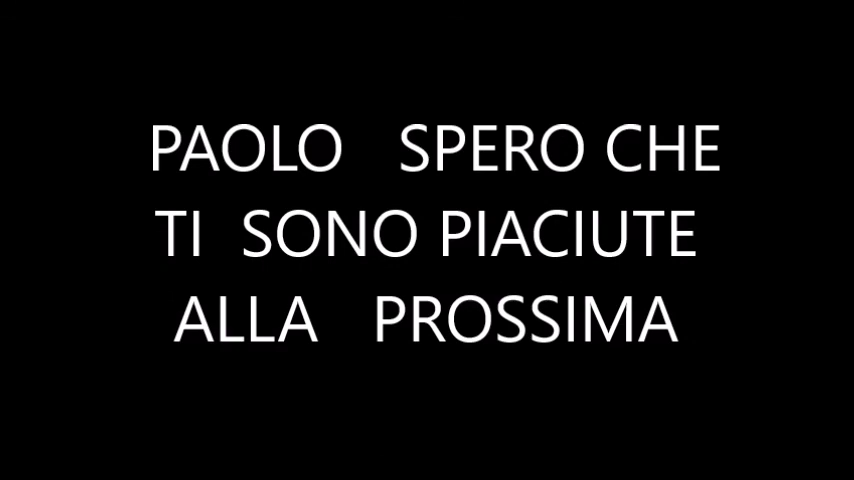 PAOLO SPERO CHE
TI SONO PIACIUTE
ALLA PROSSIMA